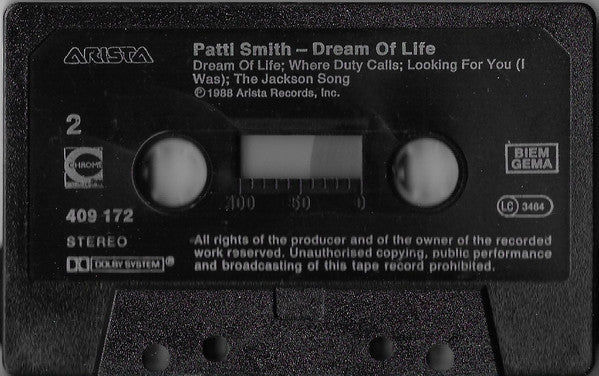 ARISTA
Patti Smith – Dream Of Life
Dream Of Life; Where Duty Calls; Looking For You (I
Was); The Jackson Song
℗©1988 Arista Records, Inc.
2
CHROME
409 172
STEREO
DOLBY SYSTEM®
100 50 0
BIEM
GEMA
LC 3484
All rights of the producer and of the owner of the recorded
work reserved. Unauthorised copying, public performance
and broadcasting of this tape record prohibited.